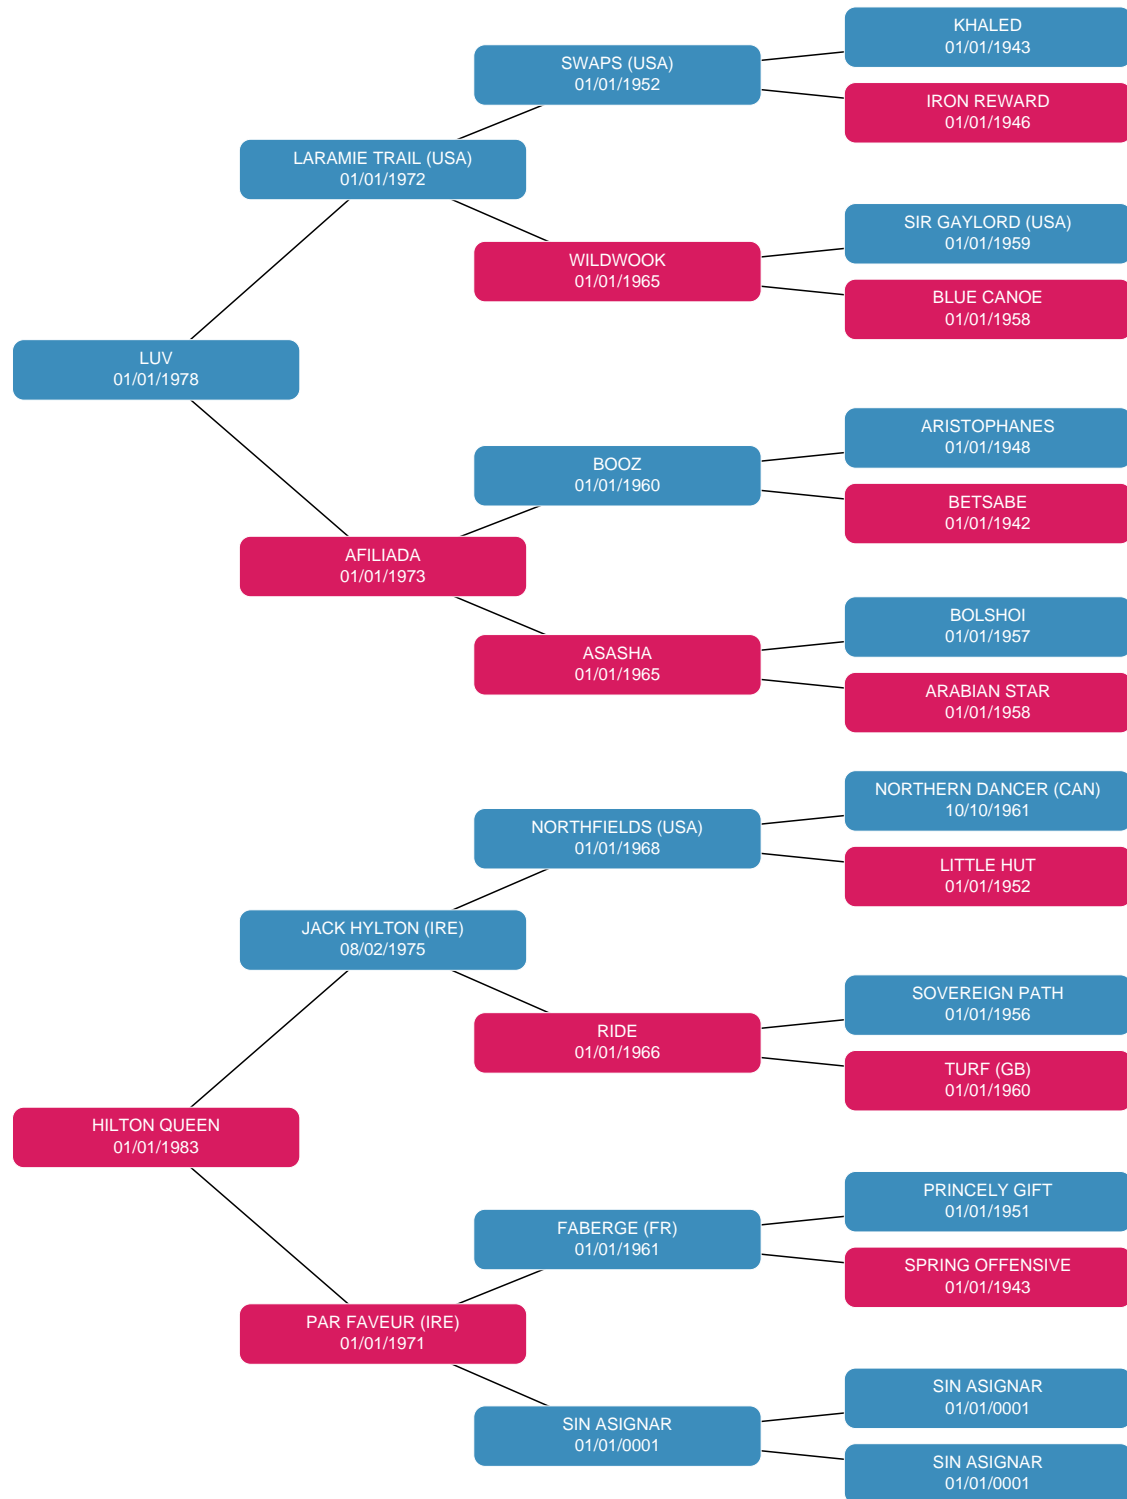 KHALED
01/01/1943
SWAPS (USA)
01/01/1952
IRON REWARD
01/01/1946
LARAMIE TRAIL (USA)
01/01/1972
SIR GAYLORD (USA)
01/01/1959
WILDWOOK
01/01/1965
BLUE CANOE
01/01/1958
LUV
01/01/1978
ARISTOPHANES
01/01/1948
BOOZ
01/01/1960
BETSABE
01/01/1942
AFILIADA
01/01/1973
BOLSHOI
01/01/1957
ASASHA
01/01/1965
ARABIAN STAR
01/01/1958
NORTHERN DANCER (CAN)
10/10/1961
NORTHFIELDS (USA)
01/01/1968
LITTLE HUT
01/01/1952
JACK HYLTON (IRE)
08/02/1975
SOVEREIGN PATH
01/01/1956
RIDE
01/01/1966
TURF (GB)
01/01/1960
HILTON QUEEN
01/01/1983
PRINCELY GIFT
01/01/1951
FABERGE (FR)
01/01/1961
SPRING OFFENSIVE
01/01/1943
PAR FAVEUR (IRE)
01/01/1971
SIN ASIGNAR
01/01/0001
SIN ASIGNAR
01/01/0001
SIN ASIGNAR
01/01/0001